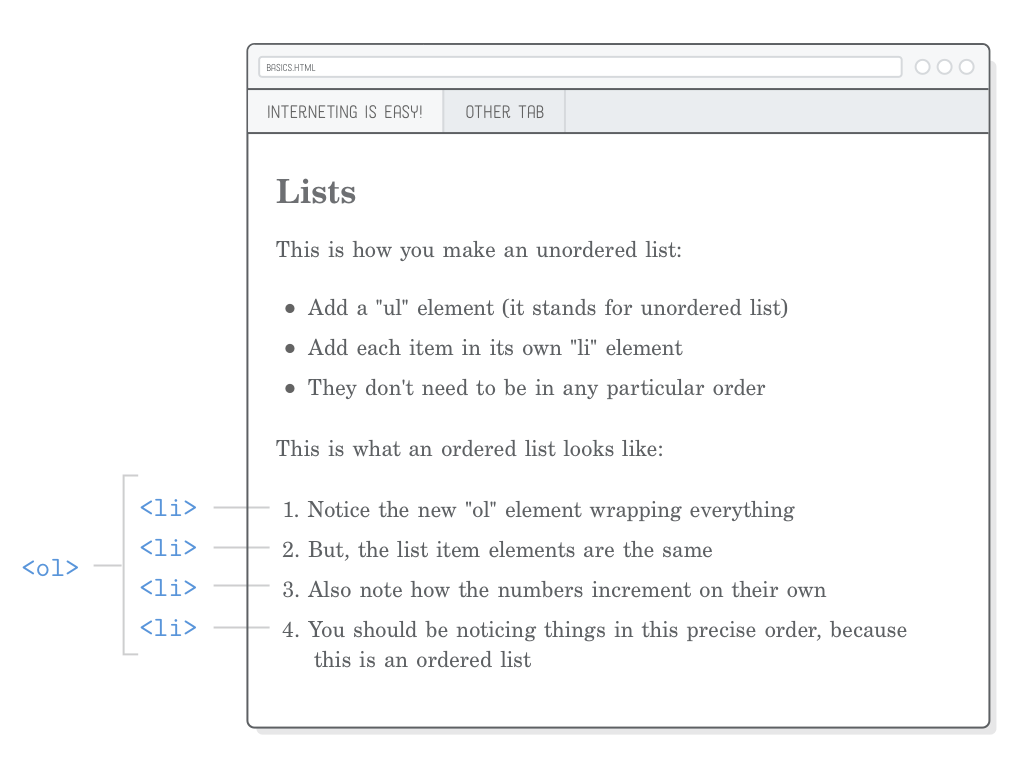 BASICS.HTML
INTERNETING IS EASY! OTHER TAB
Lists
This is how you make an unordered list:
● Add a "ul" element (it stands for unordered list)
● Add each item in its own "li" element
● They don't need to be in any particular order
This is what an ordered list looks like:
<ol>
<li> 1. Notice the new "ol" element wrapping everything
<li> 2. But, the list item elements are the same
<li> 3. Also note how the numbers increment on their own
<li> 4. You should be noticing things in this precise order, because
this is an ordered list